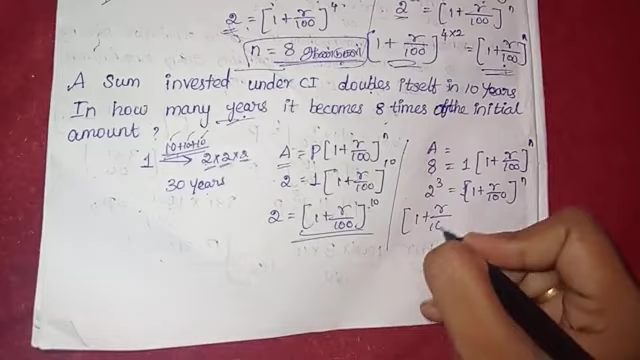 2 = [1+r/100]^4
2 = [1+r/100]^n
n = 8 ஆண்டுகள்
[1+r/100]^4×2 = [1+r/100]^n
A Sum invested under CI doubles itself in 10 years
In how many years it becomes 8 times of the initial
amount?
10+10+10
1 → 2×2×2
30 years
A = P[1+r/100]^n
2 = 1[1+r/100]^10
2 = [1+r/100]^10
A =
8 = 1[1+r/100]^n
2^3 = [1+r/100]^n
[1+r/10